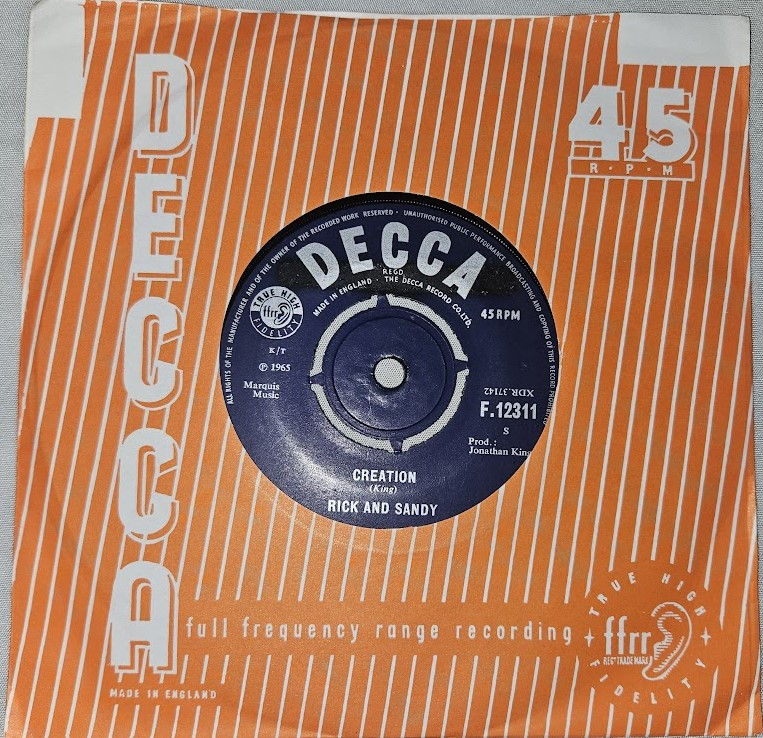 DECCA
45
R·P·M
ALL RIGHTS OF THE MANUFACTURER AND OF THE OWNER OF THE RECORDED WORK RESERVED · UNAUTHORISED PUBLIC PERFORMANCE BROADCASTING AND COPYING OF THIS RECORD PROHIBITED
DECCA
REGD
MADE IN ENGLAND · THE DECCA RECORD CO. LTD.
TRUE HIGH
ffrr
FIDELITY
45 RPM
K/T
℗ 1965
Marquis
Music
XDR.37142
F.12311
S
Prod.:
Jonathan King
CREATION
(King)
RICK AND SANDY
full frequency range recording
TRUE HIGH
ffrr
REGD TRADE MARK
FIDELITY
MADE IN ENGLAND